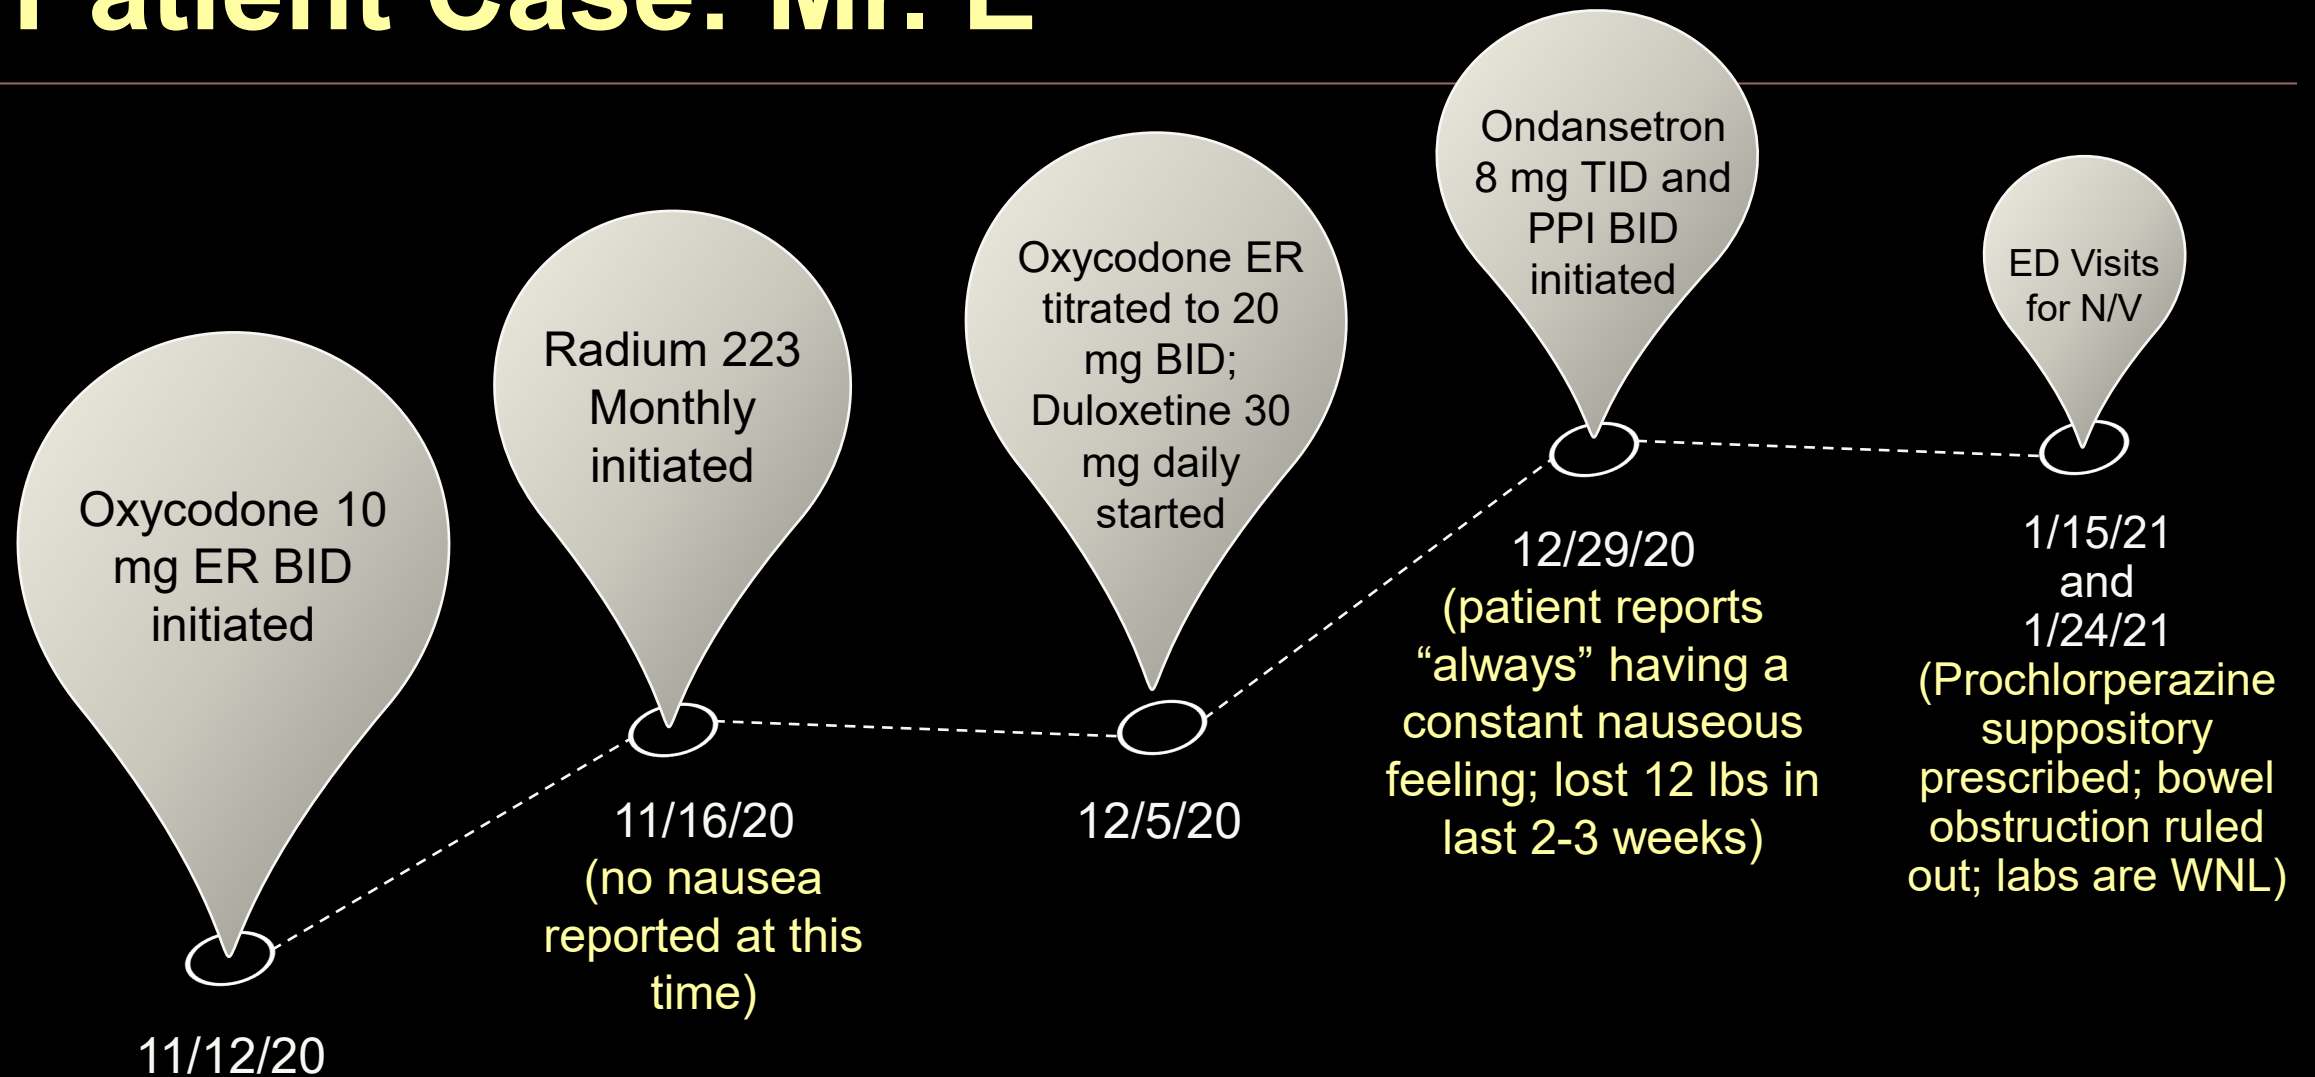 Patient Case: Mr. E
Oxycodone 10
mg ER BID
initiated
11/12/20
Radium 223
Monthly
initiated
11/16/20
(no nausea
reported at this
time)
Oxycodone ER
titrated to 20
mg BID;
Duloxetine 30
mg daily
started
12/5/20
Ondansetron
8 mg TID and
PPI BID
initiated
12/29/20
(patient reports
“always” having a
constant nauseous
feeling; lost 12 lbs in
last 2-3 weeks)
ED Visits
for N/V
1/15/21
and
1/24/21
(Prochlorperazine
suppository
prescribed; bowel
obstruction ruled
out; labs are WNL)